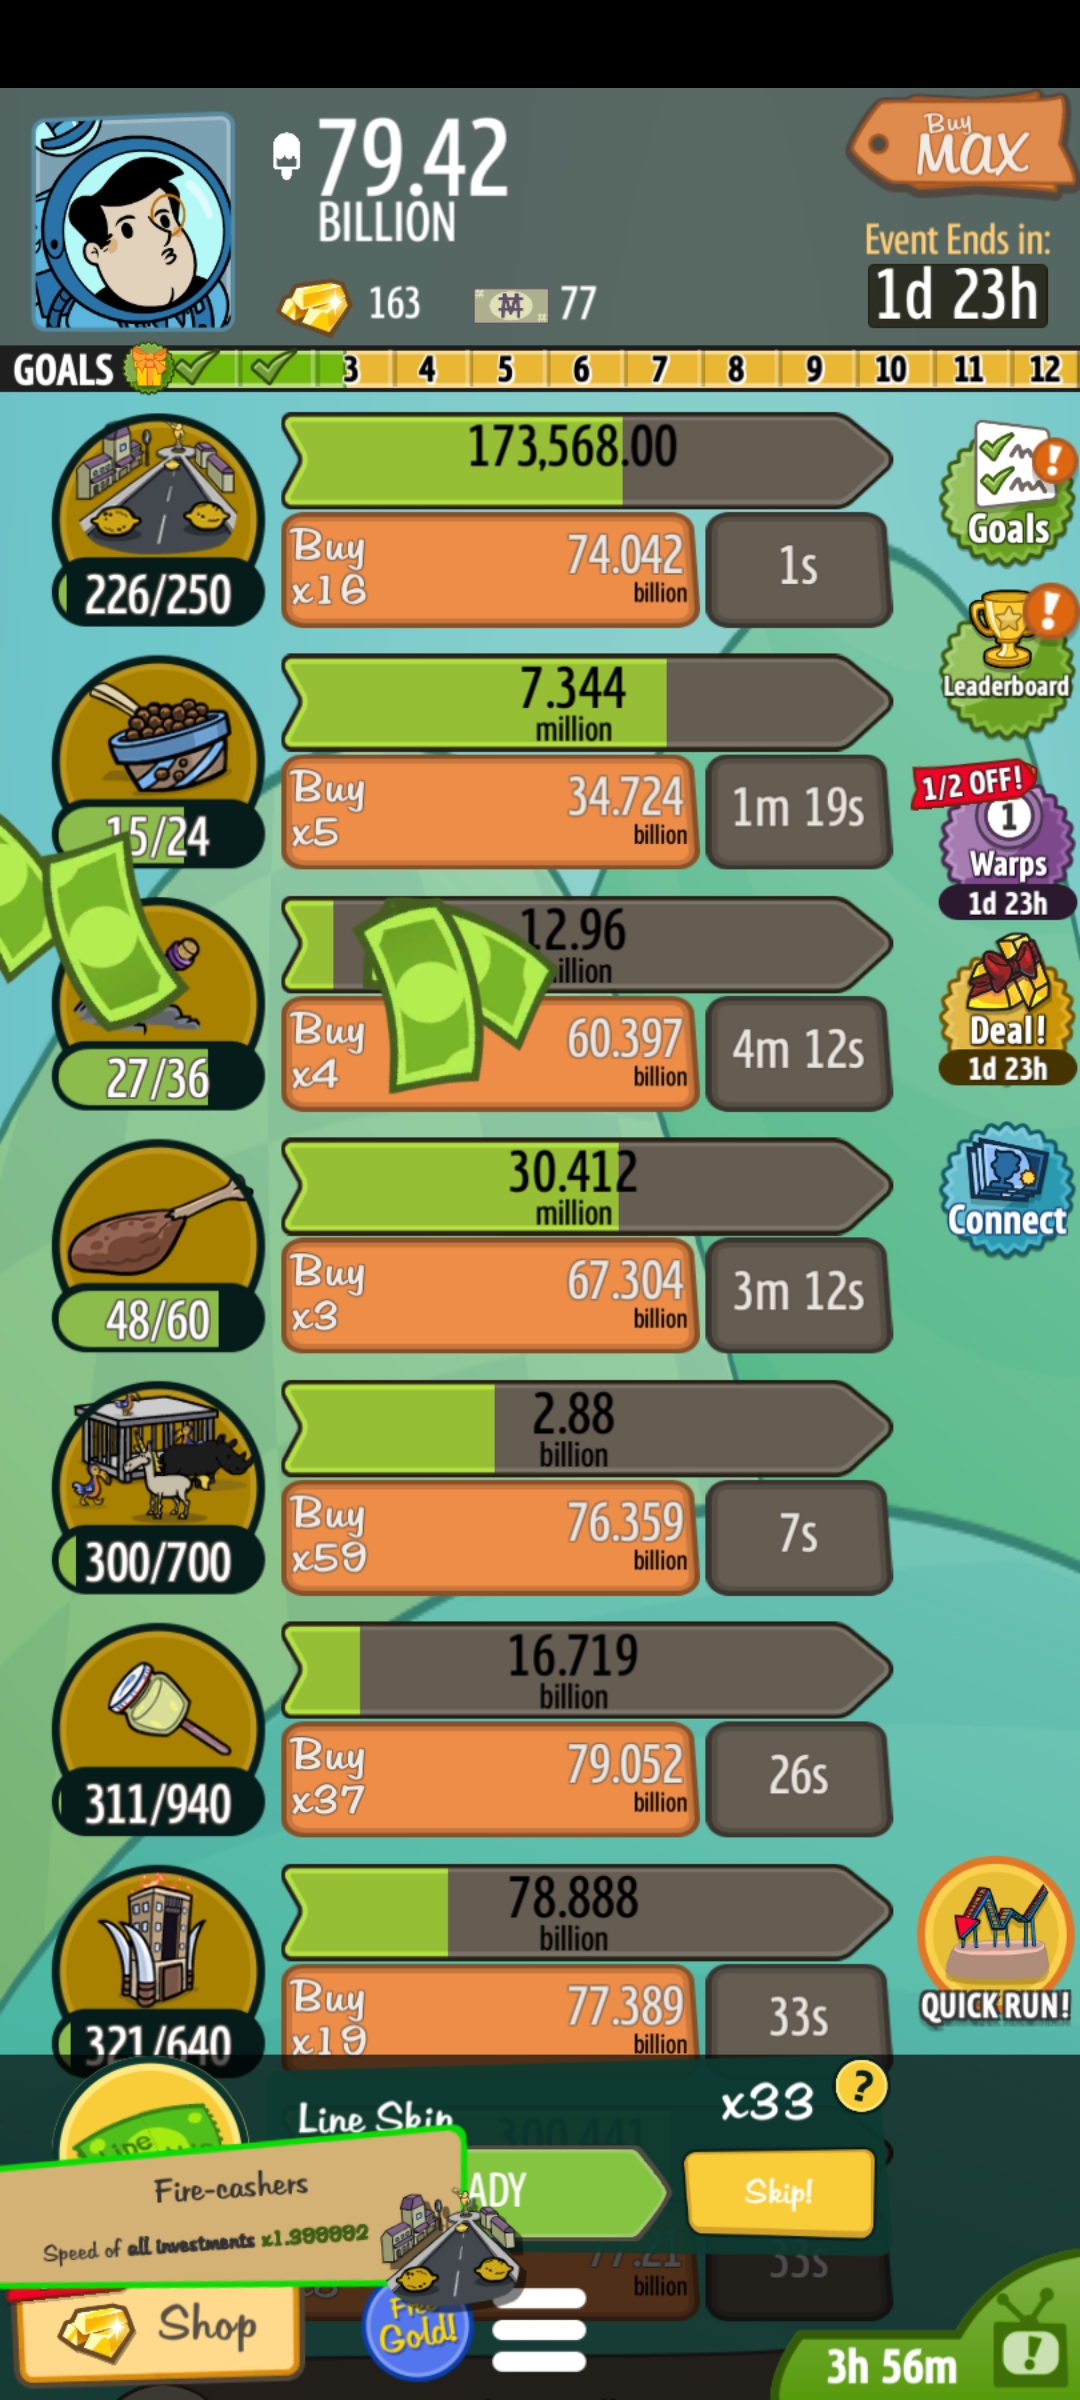 79.42
BILLION
Buy
MAX
Event Ends in:
1d 23h
163
77
GOALS 3 4 5 6 7 8 9 10 11 12
173,568.00
Buy
x16
74.042
billion
1s
226/250
7.344
million
Buy
x5
34.724
billion
1m 19s
15/24
12.96
Buy
x4
60.397
billion
4m 12s
27/36
30.412
million
Buy
x3
67.304
billion
3m 12s
48/60
2.88
billion
Buy
x59
76.359
billion
7s
300/700
16.719
billion
Buy
x37
79.052
billion
26s
311/940
78.888
billion
Buy
x19
77.389
billion
33s
321/640
Goals
Leaderboard
1/2 OFF!
1
Warps
1d 23h
Deal!
1d 23h
Connect
QUICK RUN!
Line Skip
x33
?
300.441
Skip!
Fire-cashers
Speed of all investments x1.999992
77.21
billion
33s
Shop
Free
Gold!
3h 56m